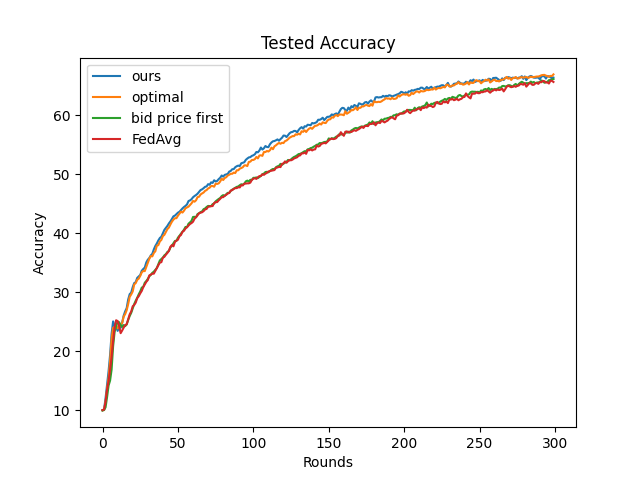 Tested Accuracy
ours
optimal
bid price first
FedAvg
Accuracy
60
50
40
30
20
10
0 50 100 150 200 250 300
Rounds